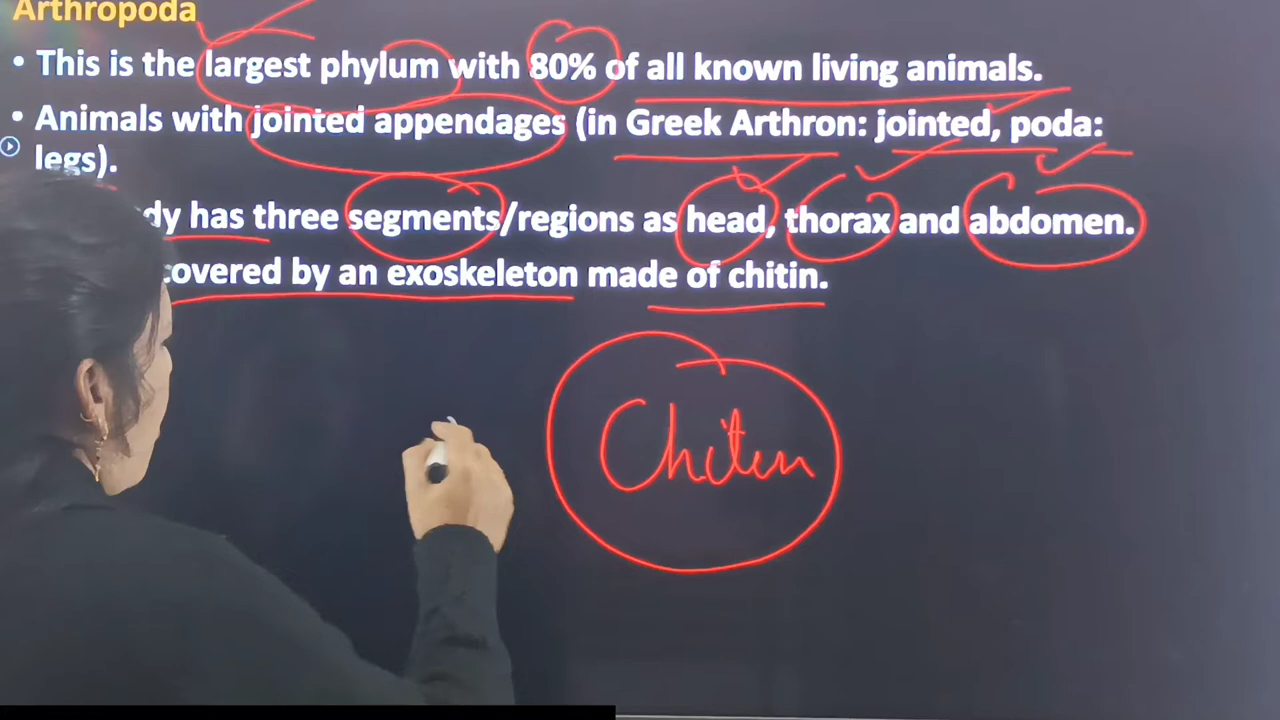 Arthropoda
• This is the largest phylum with 80% of all known living animals.
• Animals with jointed appendages (in Greek Arthron: jointed, poda:
legs).
dy has three segments/regions as head, thorax and abdomen.
covered by an exoskeleton made of chitin.
Chitin